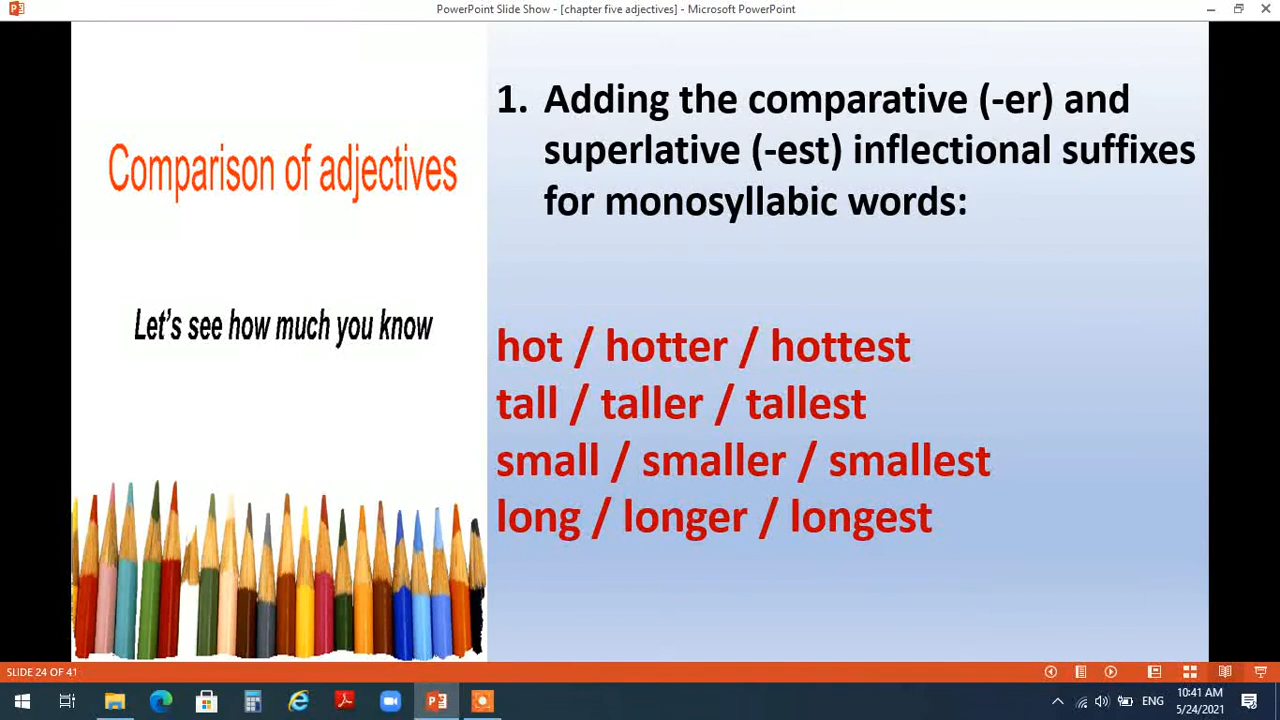 PowerPoint Slide Show - [chapter five adjectives] - Microsoft PowerPoint
Comparison of adjectives
Let's see how much you know
1. Adding the comparative (-er) and
superlative (-est) inflectional suffixes
for monosyllabic words:
hot / hotter / hottest
tall / taller / tallest
small / smaller / smallest
long / longer / longest
SLIDE 24 OF 41
ENG
10:41 AM
5/24/2021